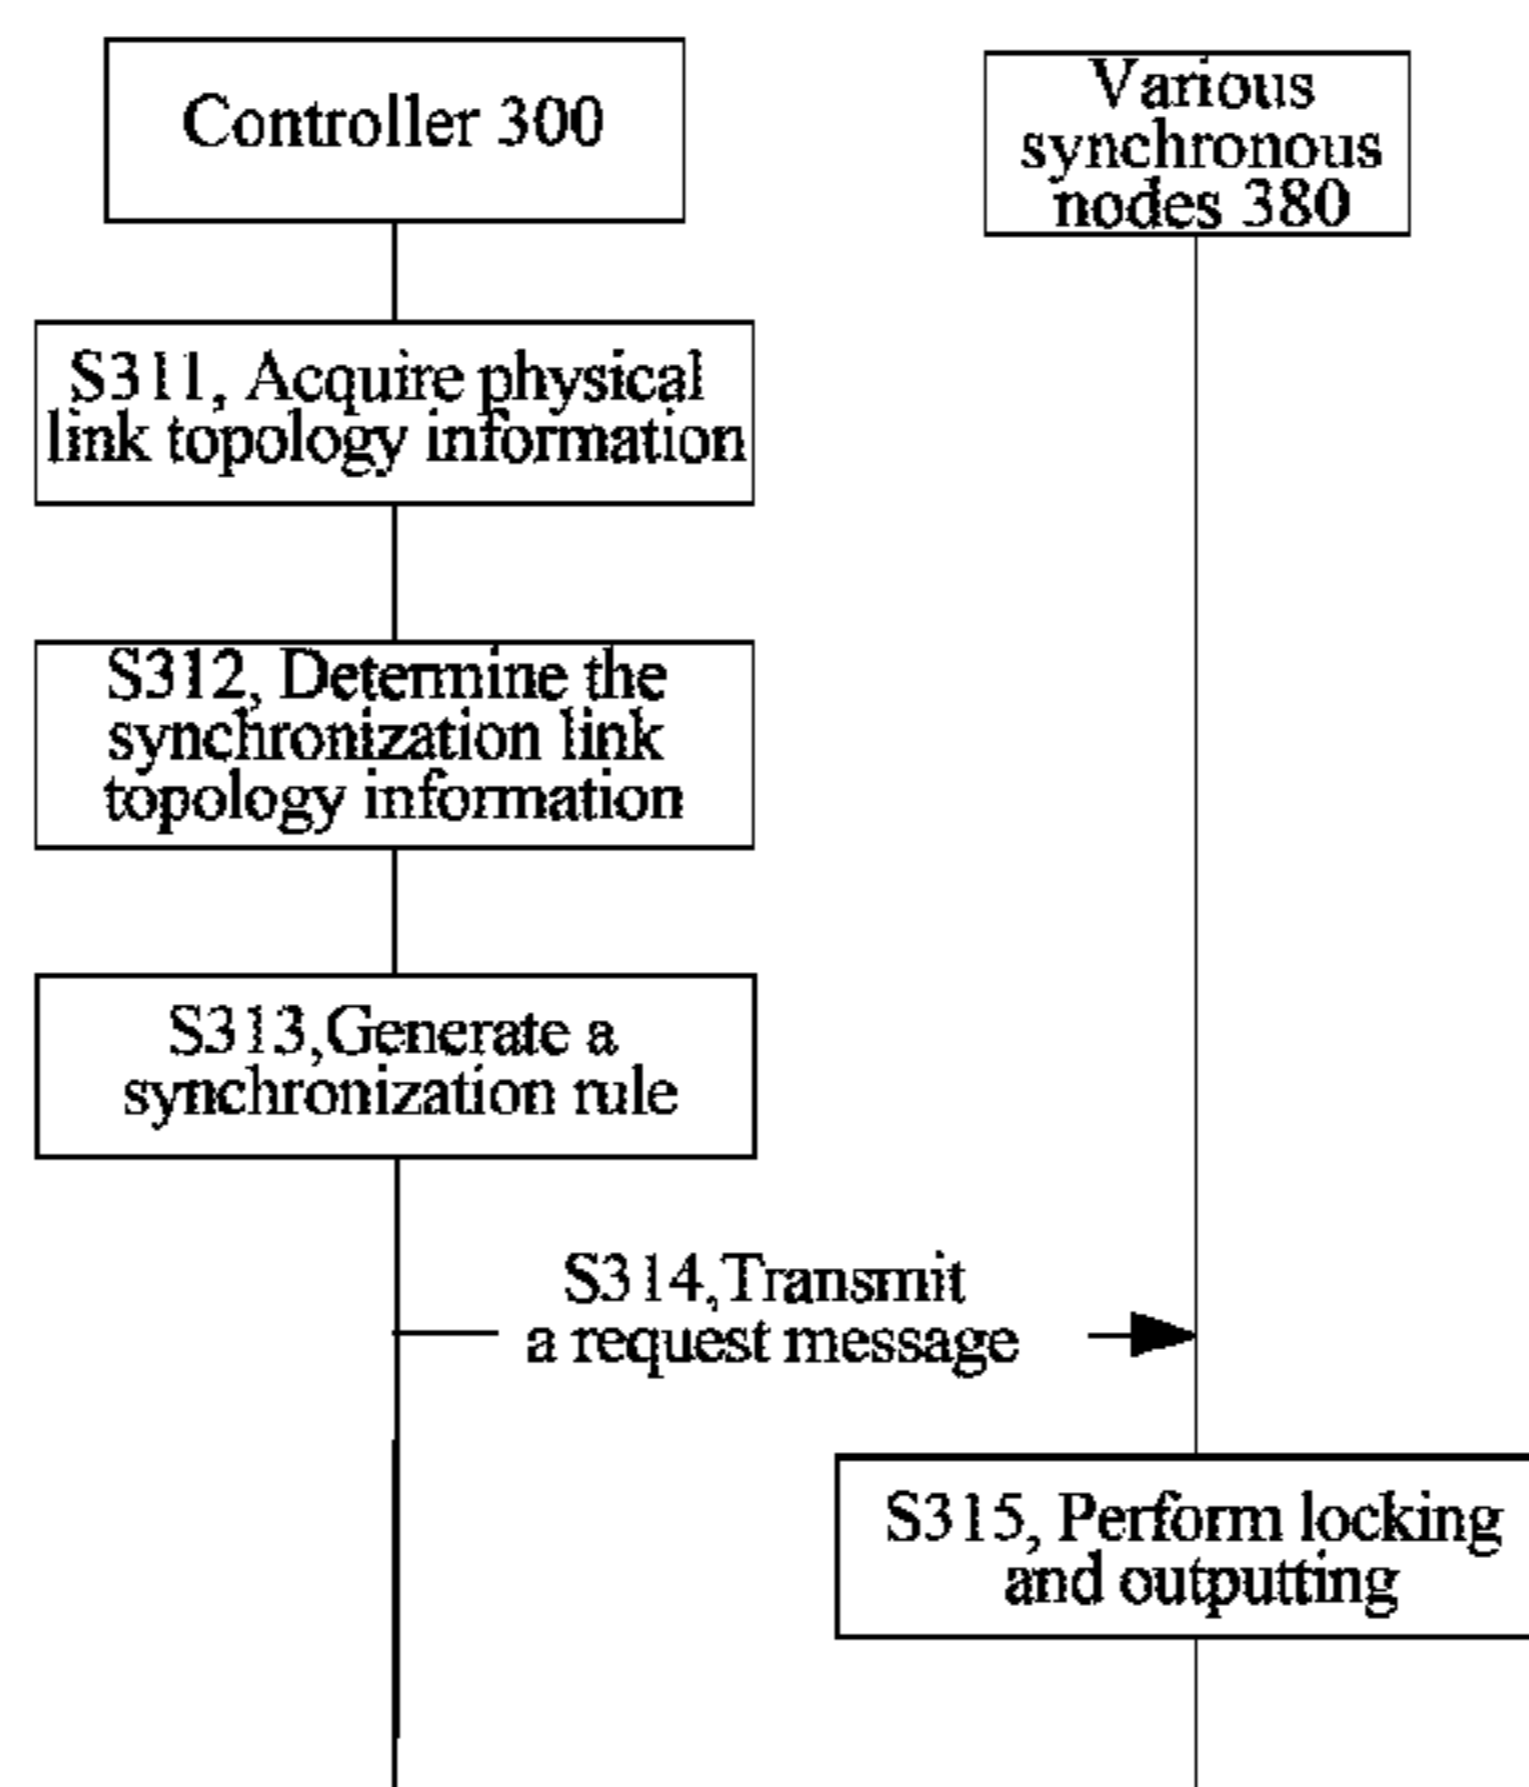 Controller 300
Various
synchronous
nodes 380
S311, Acquire physical
link topology information
S312, Determine the
synchronization link
topology information
S313,Generate a
synchronization rule
S314,Transmit
a request message
S315, Perform locking
and outputting